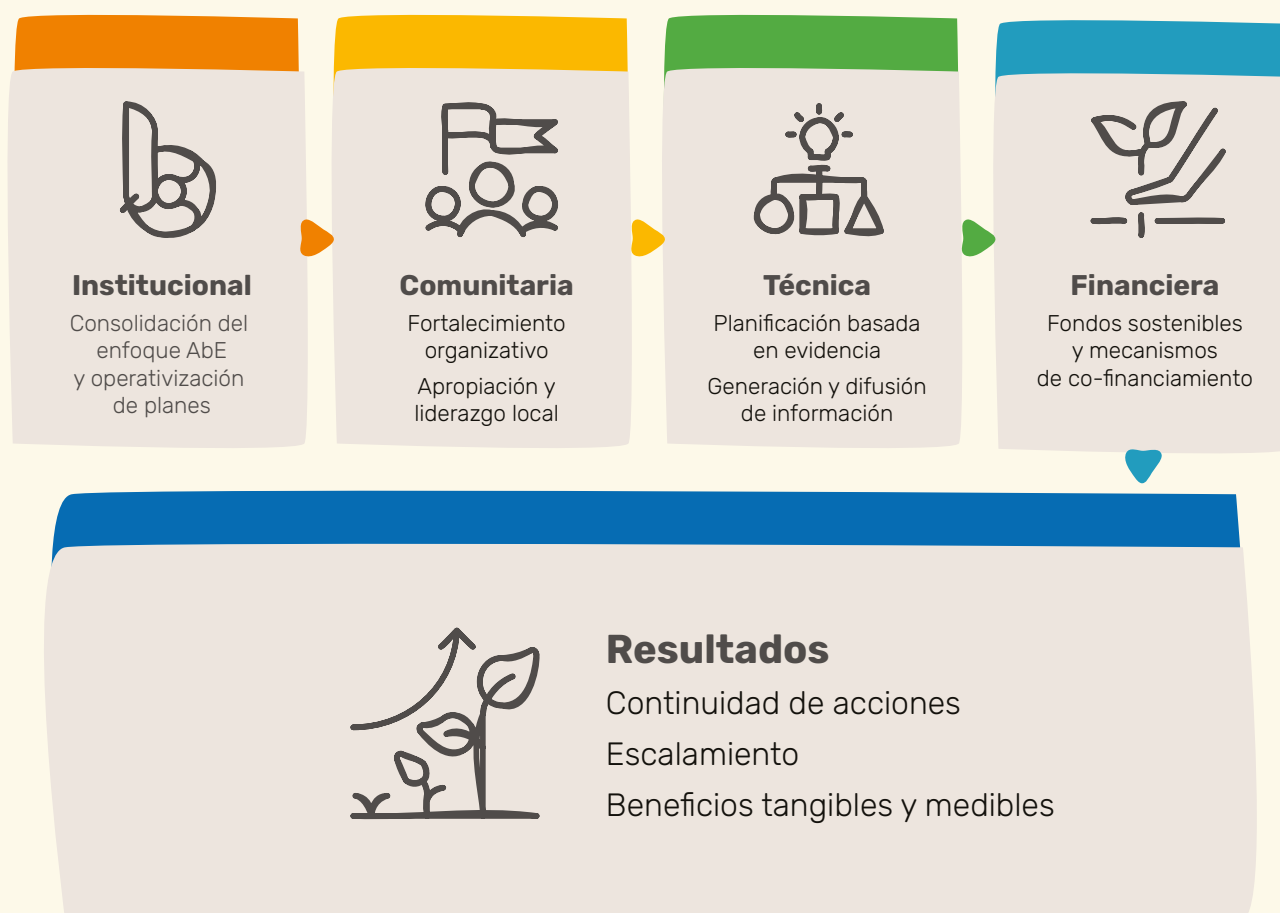 Institucional
Consolidación del
enfoque AbE
y operativización
de planes
Comunitaria
Fortalecimiento
organizativo
Apropiación y
liderazgo local
Técnica
Planificación basada
en evidencia
Generación y difusión
de información
Financiera
Fondos sostenibles
y mecanismos
de co-financiamiento
Resultados
Continuidad de acciones
Escalamiento
Beneficios tangibles y medibles